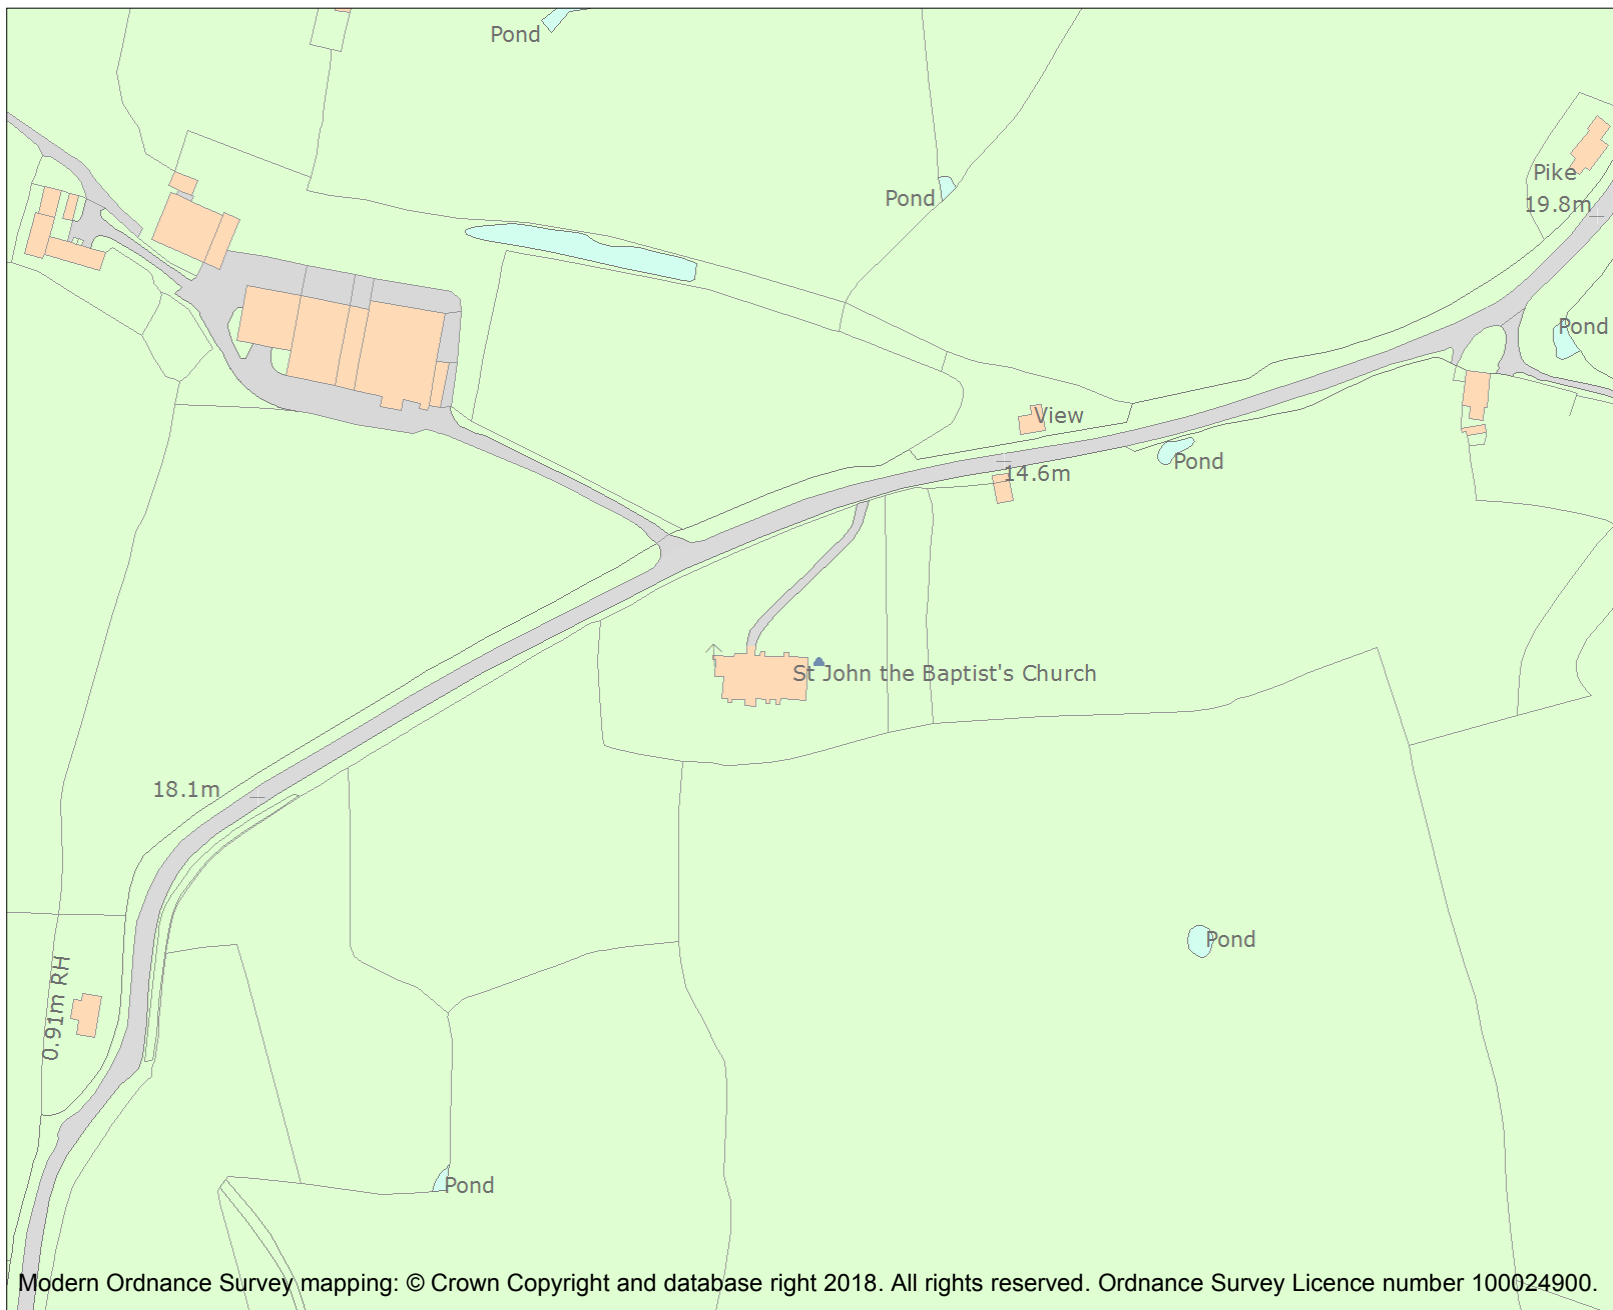 Pond
Pike
Pond
19.8m
Pond
View
Pond
14.6m
St John the Baptist's Church
18.1m
Pond
0.91m RH
Pond
Modern Ordnance Survey mapping: © Crown Copyright and database right 2018. All rights reserved. Ordnance Survey Licence number 100024900.